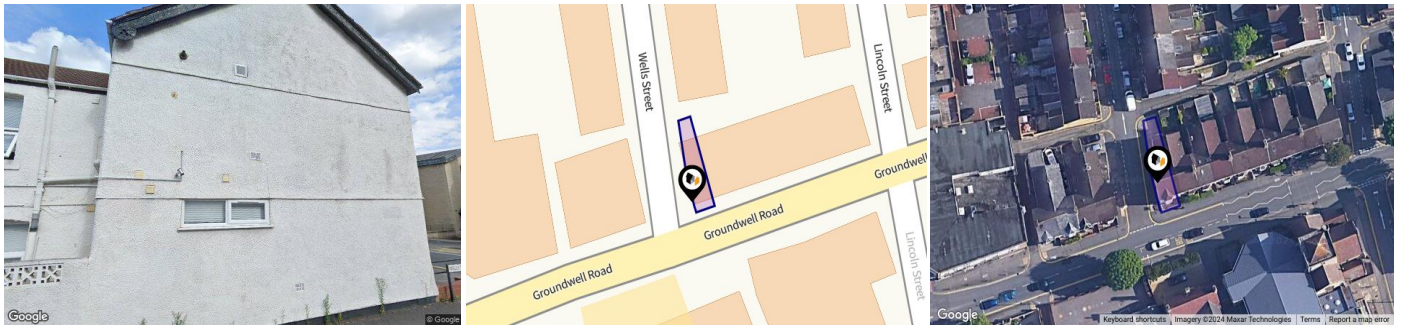 Google
© Google
Wells Street
Lincoln Street
Groundwell Road
Groundwell Road
Groundwell
Lincoln Street
Google
Keyboard shortcuts
Imagery ©2024 Maxar Technologies
Terms
Report a map error